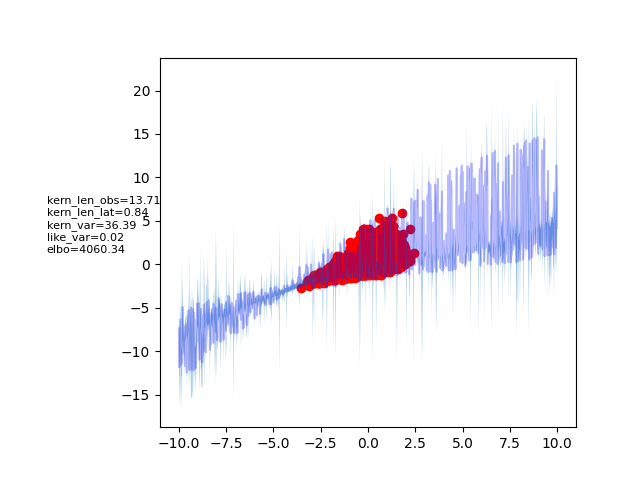 20
15
10
5
0
−5
−10
−15
kern_len_obs=13.71
kern_len_lat=0.84
kern_var=36.39
like_var=0.02
elbo=4060.34
−10.0 −7.5 −5.0 −2.5 0.0 2.5 5.0 7.5 10.0